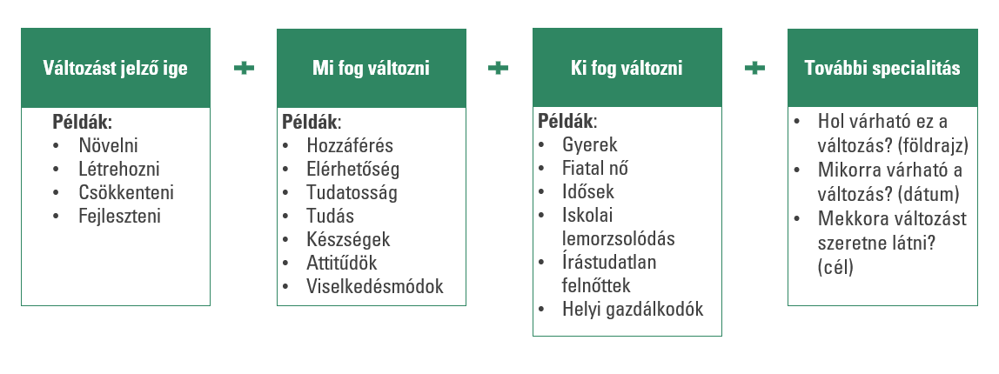 Változást jelző ige
Példák:
• Növelni
• Létrehozni
• Csökkenteni
• Fejleszteni
+
Mi fog változni
Példák:
• Hozzáférés
• Elérhetőség
• Tudatosság
• Tudás
• Készségek
• Attitűdök
• Viselkedésmódok
+
Ki fog változni
Példák:
• Gyerek
• Fiatal nő
• Idősek
• Iskolai
lemorzsolódás
• Írástudatlan
felnőttek
• Helyi gazdálkodók
+
További specialitás
• Hol várható ez a
változás? (földrajz)
• Mikorra várható a
változás? (dátum)
• Mekkora változást
szeretne látni?
(cél)